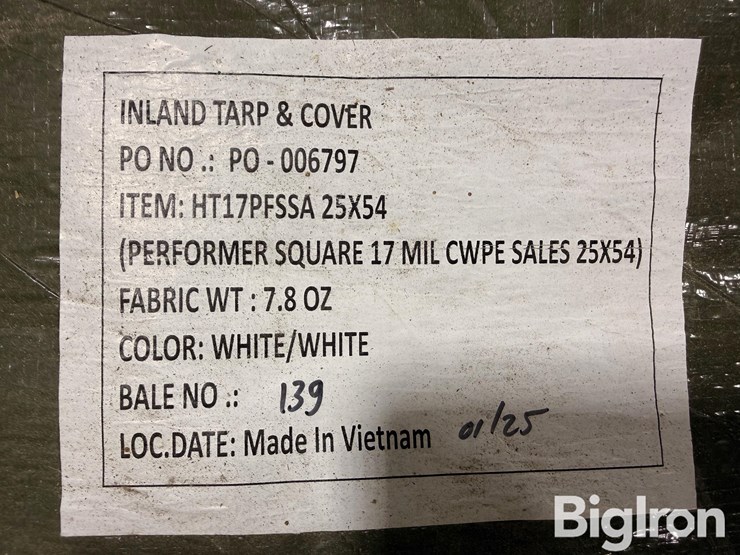 INLAND TARP & COVER
PO NO .: PO - 006797
ITEM: HT17PFSSA 25X54
(PERFORMER SQUARE 17 MIL CWPE SALES 25X54)
FABRIC WT : 7.8 OZ
COLOR: WHITE/WHITE
BALE NO .: 139
LOC.DATE: Made In Vietnam 01/25
BigIron